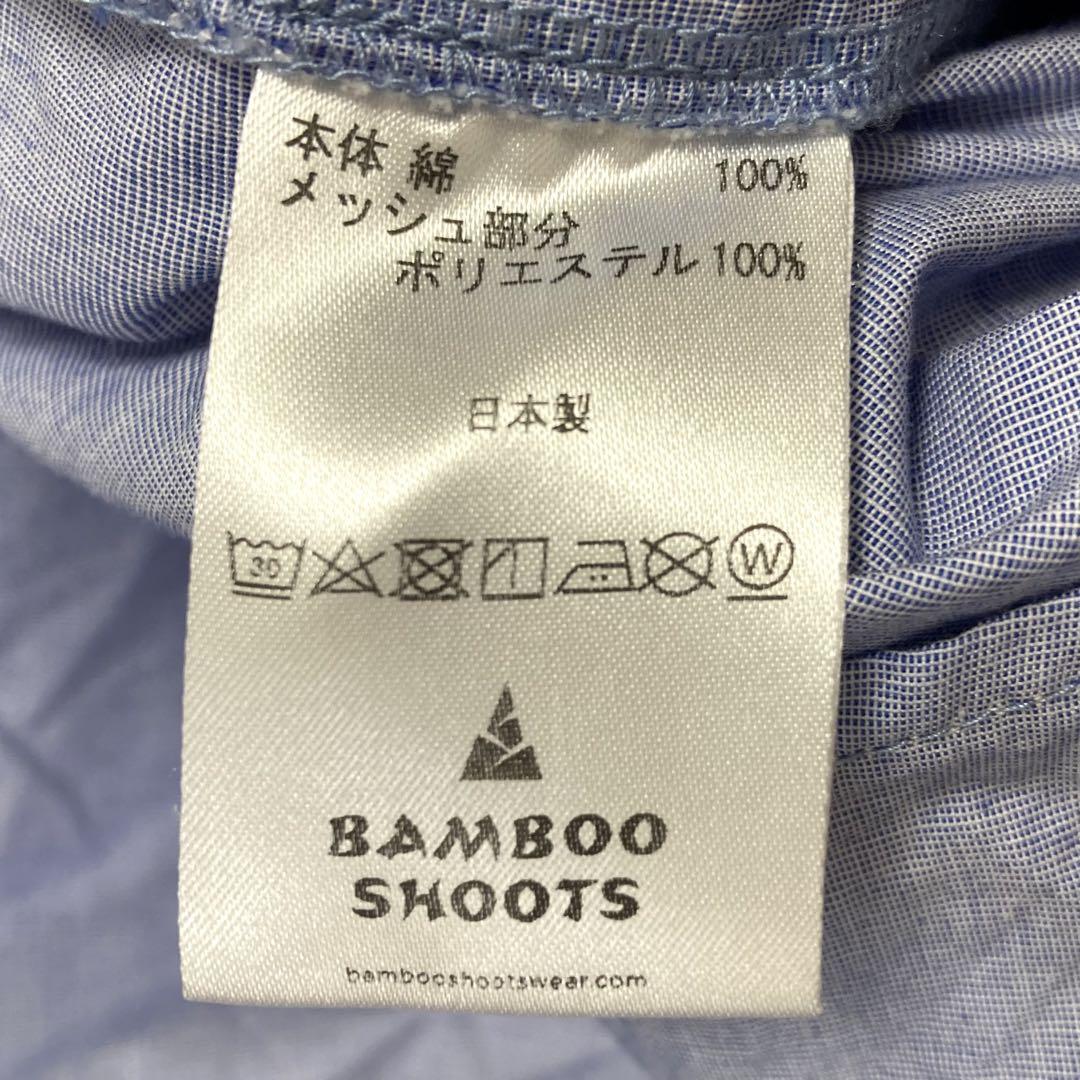 本体 綿 100%
メッシュ部分
ポリエステル 100%
日本製
30 W
BAMBOO
SHOOTS
bambooshootswear.com